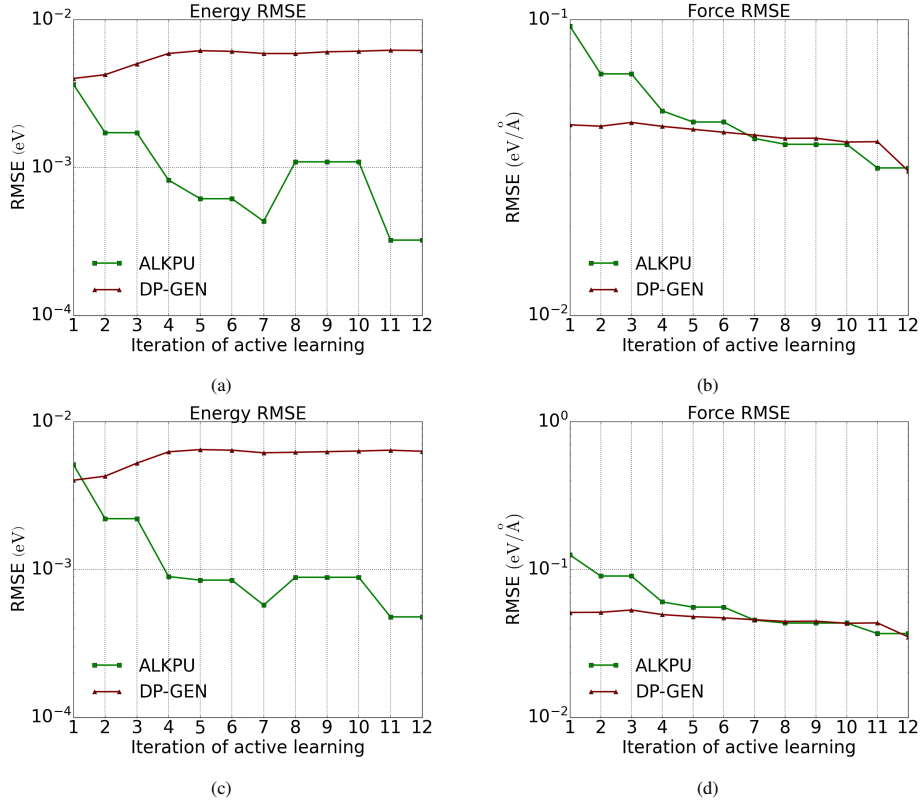 Energy RMSE
10^-2
10^-3
10^-4
RMSE (eV)
ALKPU
DP-GEN
1 2 3 4 5 6 7 8 9 10 11 12
Iteration of active learning
(a)
Force RMSE
10^-1
10^-2
RMSE (eV/Å)
ALKPU
DP-GEN
1 2 3 4 5 6 7 8 9 10 11 12
Iteration of active learning
(b)
Energy RMSE
10^-2
10^-3
10^-4
RMSE (eV)
ALKPU
DP-GEN
1 2 3 4 5 6 7 8 9 10 11 12
Iteration of active learning
(c)
Force RMSE
10^0
10^-1
10^-2
RMSE (eV/Å)
ALKPU
DP-GEN
1 2 3 4 5 6 7 8 9 10 11 12
Iteration of active learning
(d)